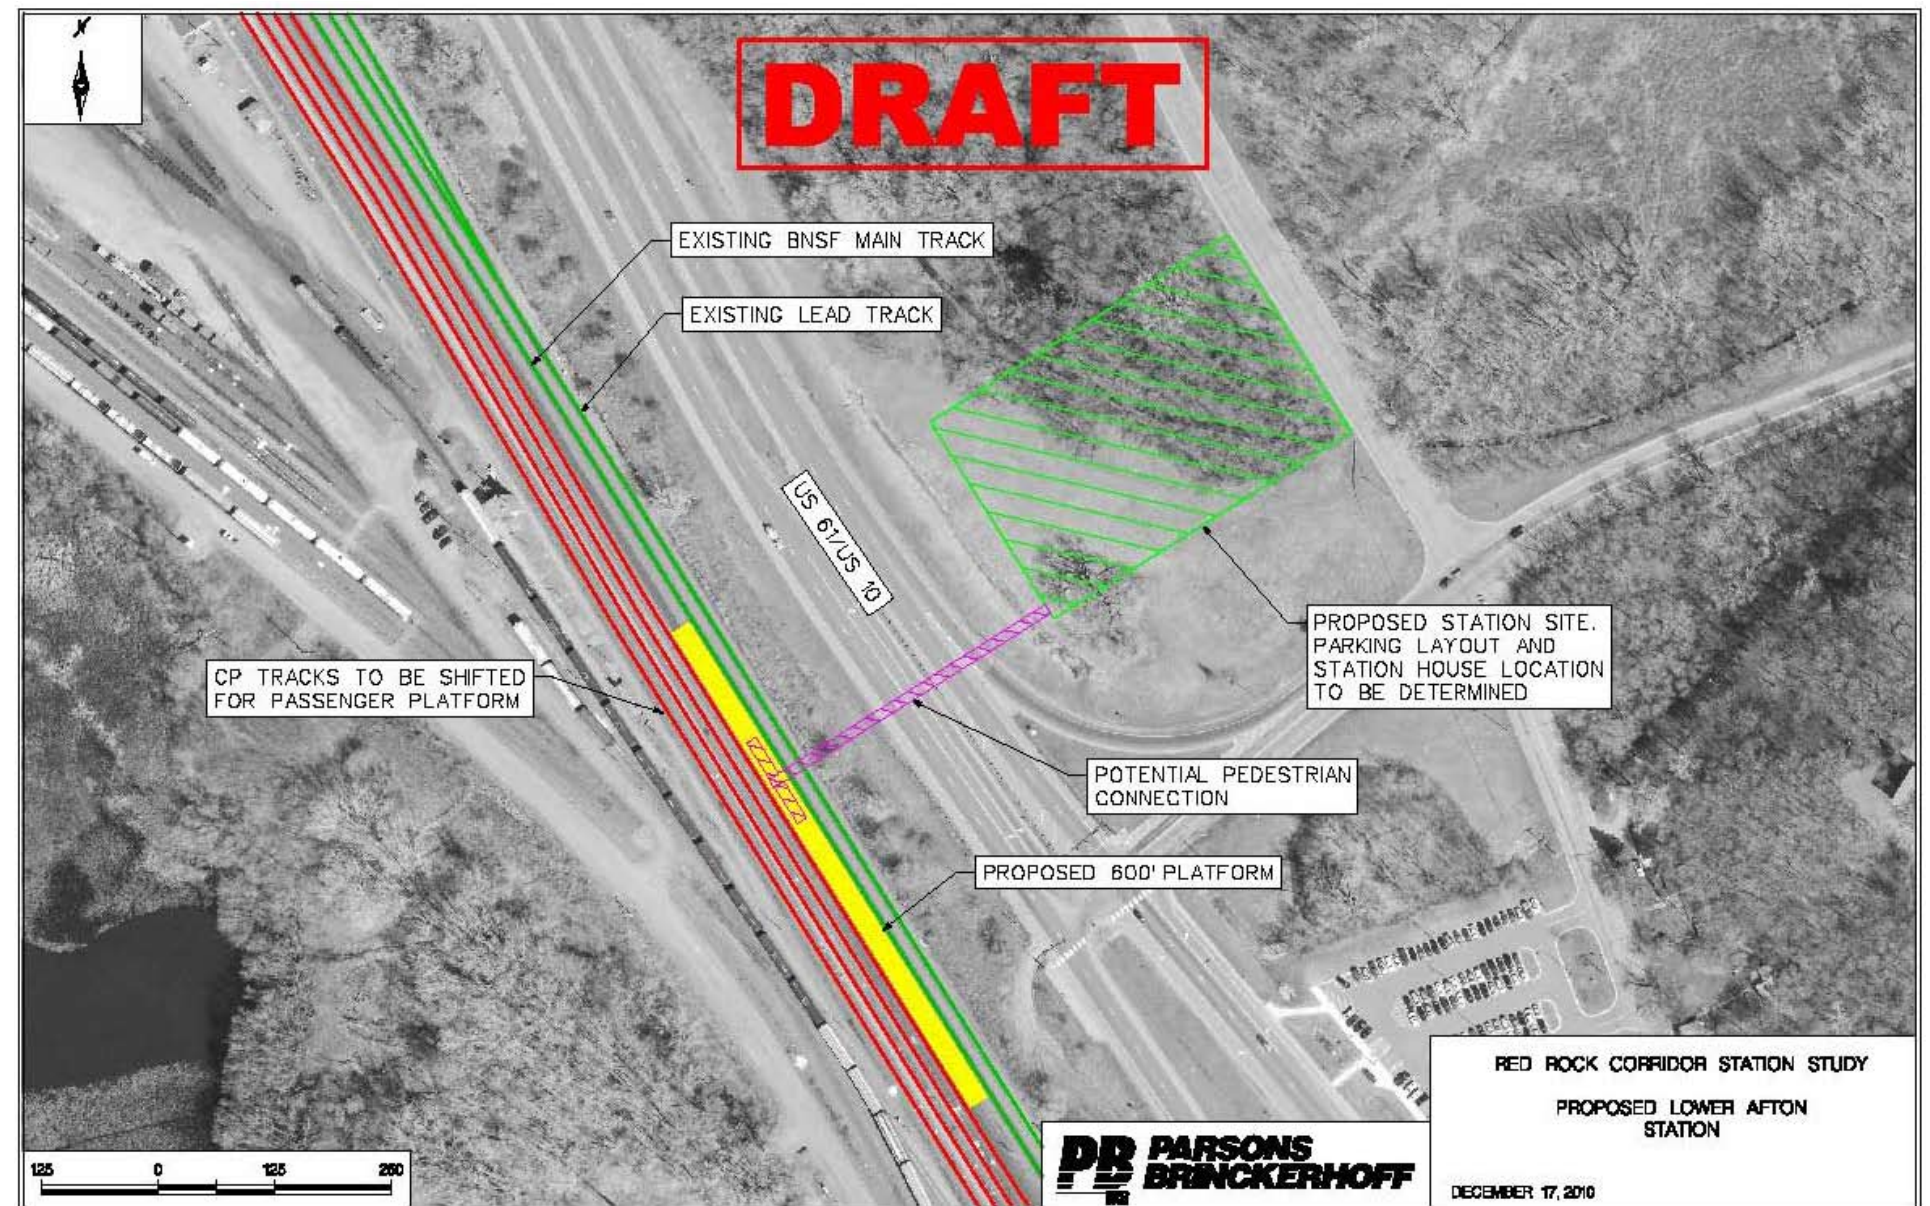 DRAFT
EXISTING BNSF MAIN TRACK
EXISTING LEAD TRACK
US 61/US 10
CP TRACKS TO BE SHIFTED
FOR PASSENGER PLATFORM
PROPOSED STATION SITE.
PARKING LAYOUT AND
STATION HOUSE LOCATION
TO BE DETERMINED
POTENTIAL PEDESTRIAN
CONNECTION
PROPOSED 600' PLATFORM
125 0 125 250
PB PARSONS
BRINCKERHOFF
RED ROCK CORRIDOR STATION STUDY
PROPOSED LOWER AFTON
STATION
DECEMBER 17, 2010